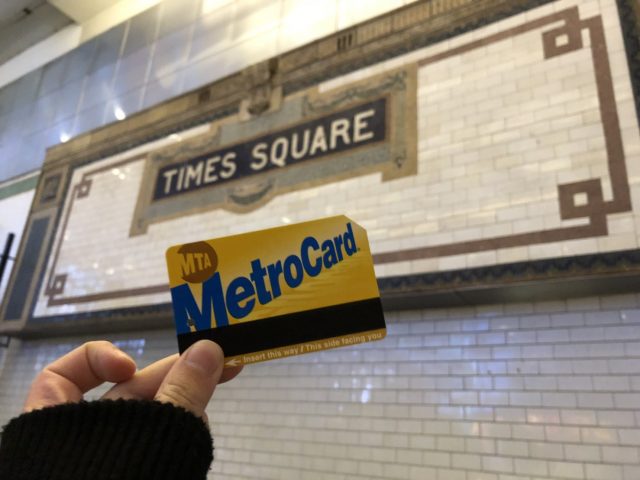 TIMES SQUARE
MTA
MetroCard
Insert this way / This side facing you